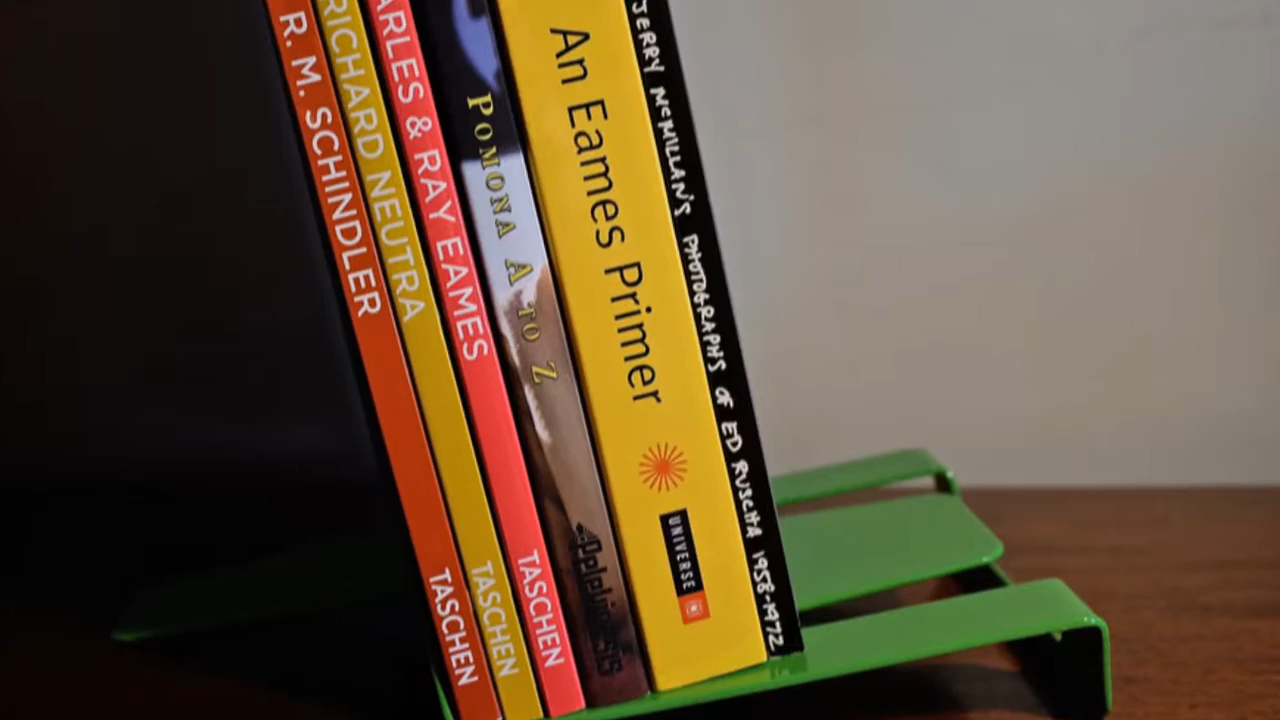 R. M. SCHINDLER
TASCHEN
RICHARD NEUTRA
TASCHEN
ARLES & RAY EAMES
TASCHEN
POMONA A TO Z
An Eames Primer
UNIVERSE
JERRY McMILLAN'S PHOTOGRAPHS OF ED RUSCHA 1958-1972